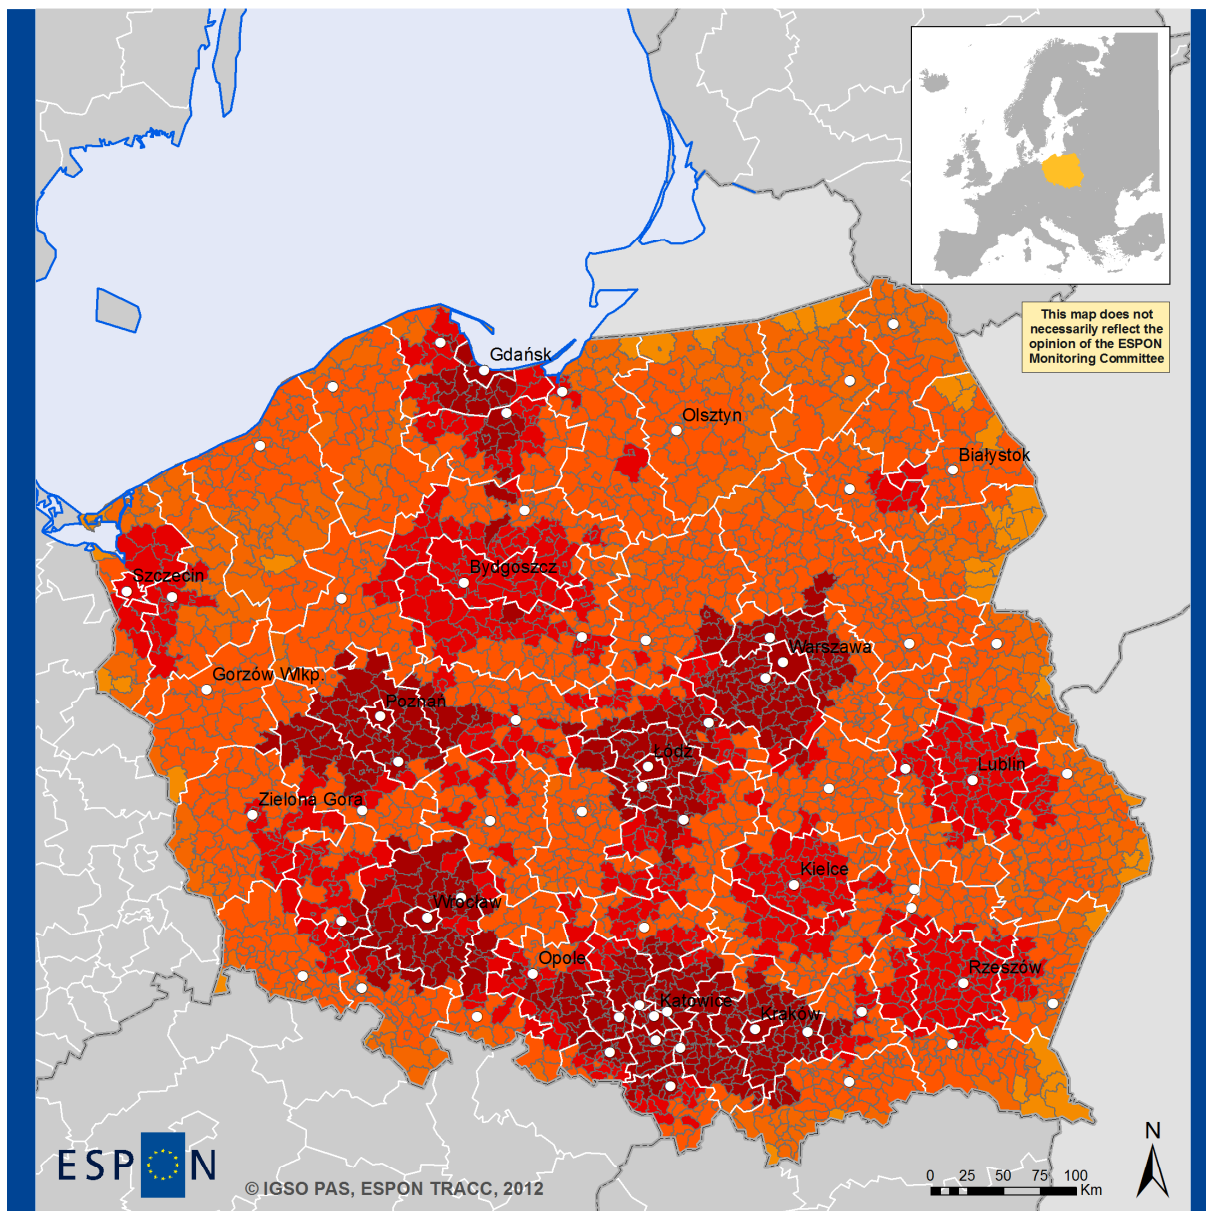 This map does not
necessarily reflect the
opinion of the ESPON
Monitoring Committee
Gdańsk
Olsztyn
Białystok
Szczecin
Bydgoszcz
Warszawa
Gorzów Wlkp.
Poznań
Łódź
Lublin
Zielona Góra
Kielce
Wrocław
Opole
Rzeszów
Katowice
Kraków
N
ESPON
0 25 50 75 100
Km
© IGSO PAS, ESPON TRACC, 2012